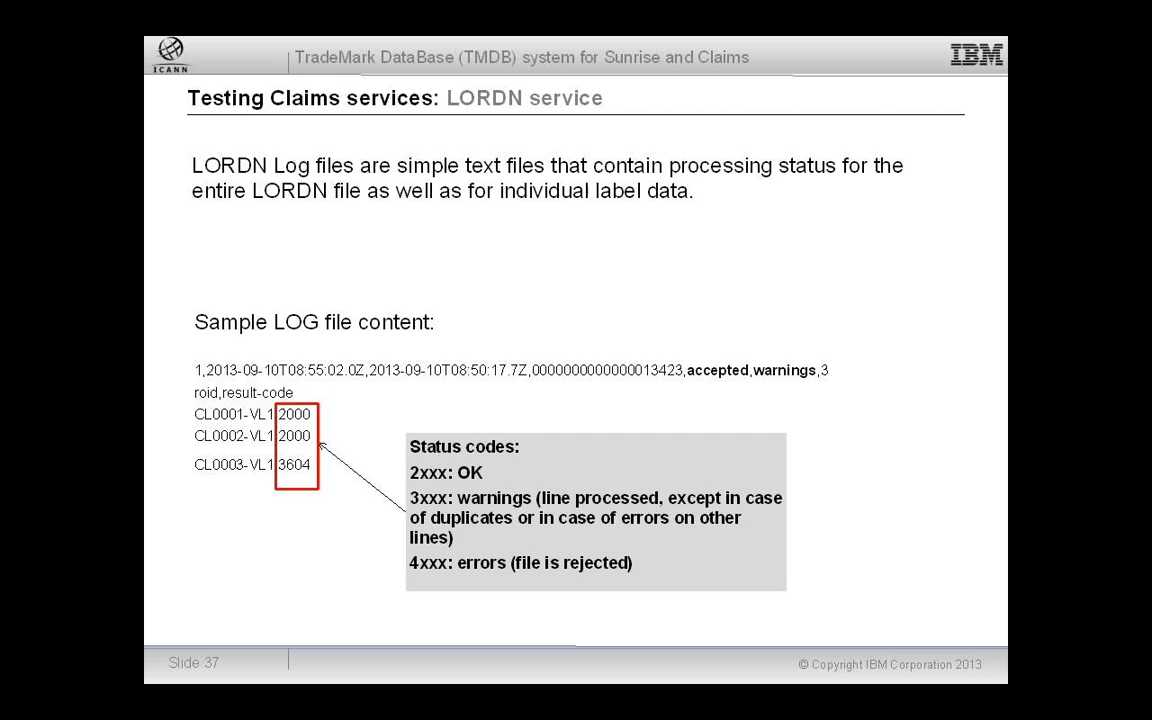 ICANN
TradeMark DataBase (TMDB) system for Sunrise and Claims
IBM
Testing Claims services: LORDN service
LORDN Log files are simple text files that contain processing status for the
entire LORDN file as well as for individual label data.
Sample LOG file content:
1,2013-09-10T08:55:02.0Z,2013-09-10T08:50:17.7Z,0000000000000013423,accepted,warnings,3
roid,result-code
CL0001-VL1,2000
CL0002-VL1,2000
CL0003-VL1,3604
Status codes:
2xxx: OK
3xxx: warnings (line processed, except in case
of duplicates or in case of errors on other
lines)
4xxx: errors (file is rejected)
Slide 37
© Copyright IBM Corporation 2013